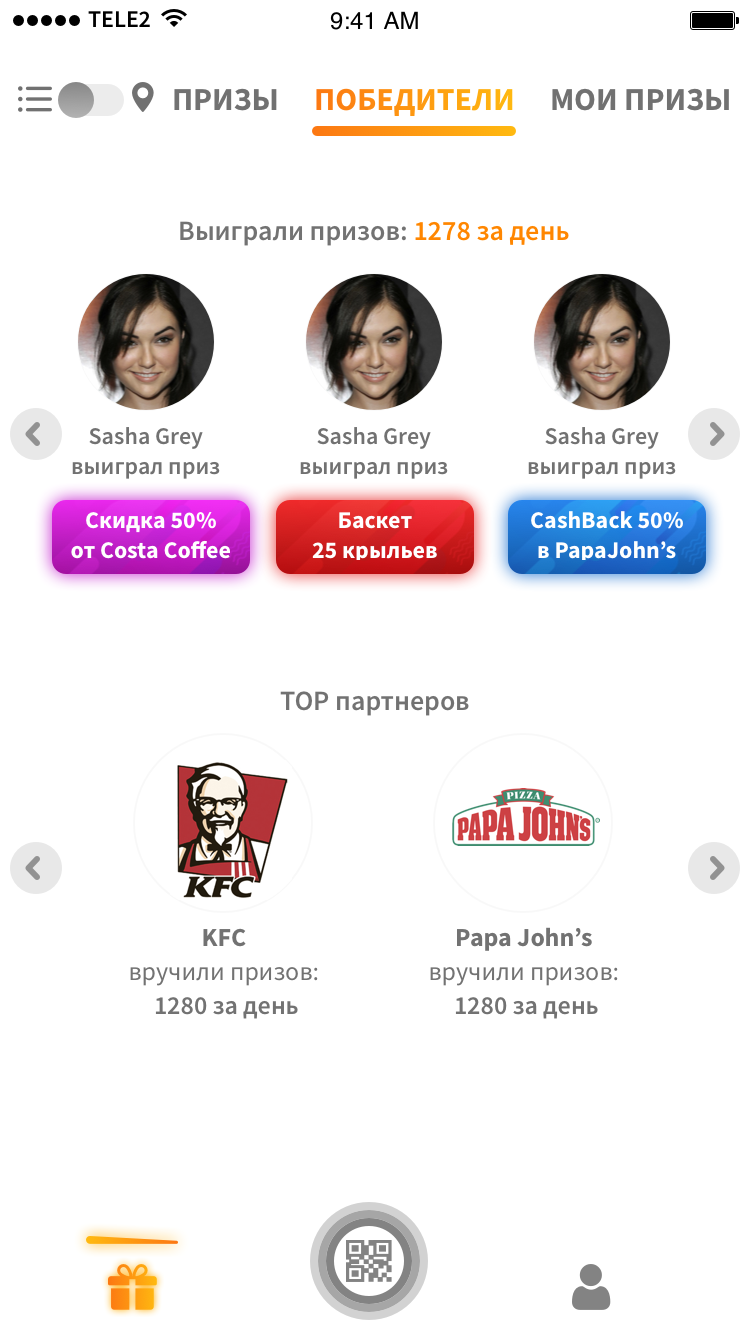 TELE2 9:41 AM
ПРИЗЫ ПОБЕДИТЕЛИ МОИ ПРИЗЫ
Выиграли призов: 1278 за день
Sasha Grey Sasha Grey Sasha Grey
выиграл приз выиграл приз выиграл приз
Скидка 50% Баскет CashBack 50%
от Costa Coffee 25 крыльев в PapaJohn’s
TOP партнеров
PIZZA
PAPA JOHN'S
KFC
KFC Papa John’s
вручили призов: вручили призов:
1280 за день 1280 за день